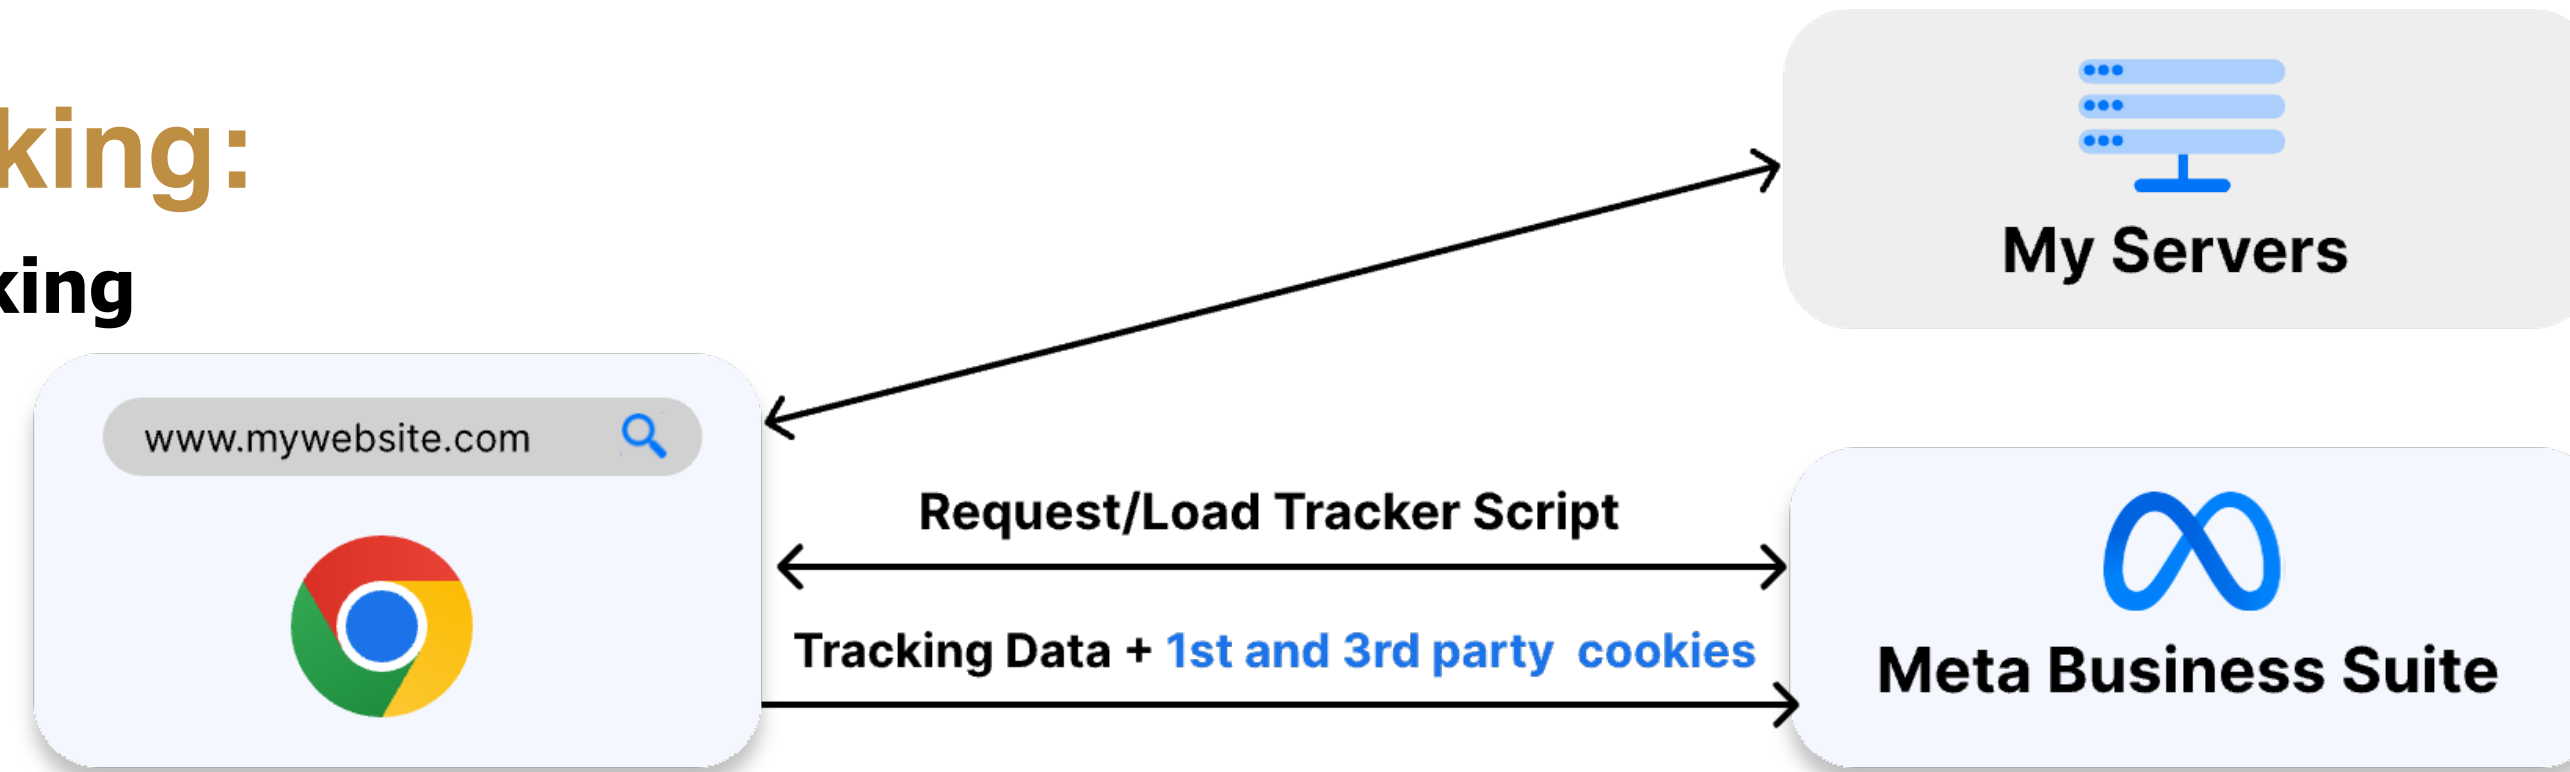 king:
king
My Servers
www.mywebsite.com
Request/Load Tracker Script
Tracking Data + 1st and 3rd party cookies
Meta Business Suite